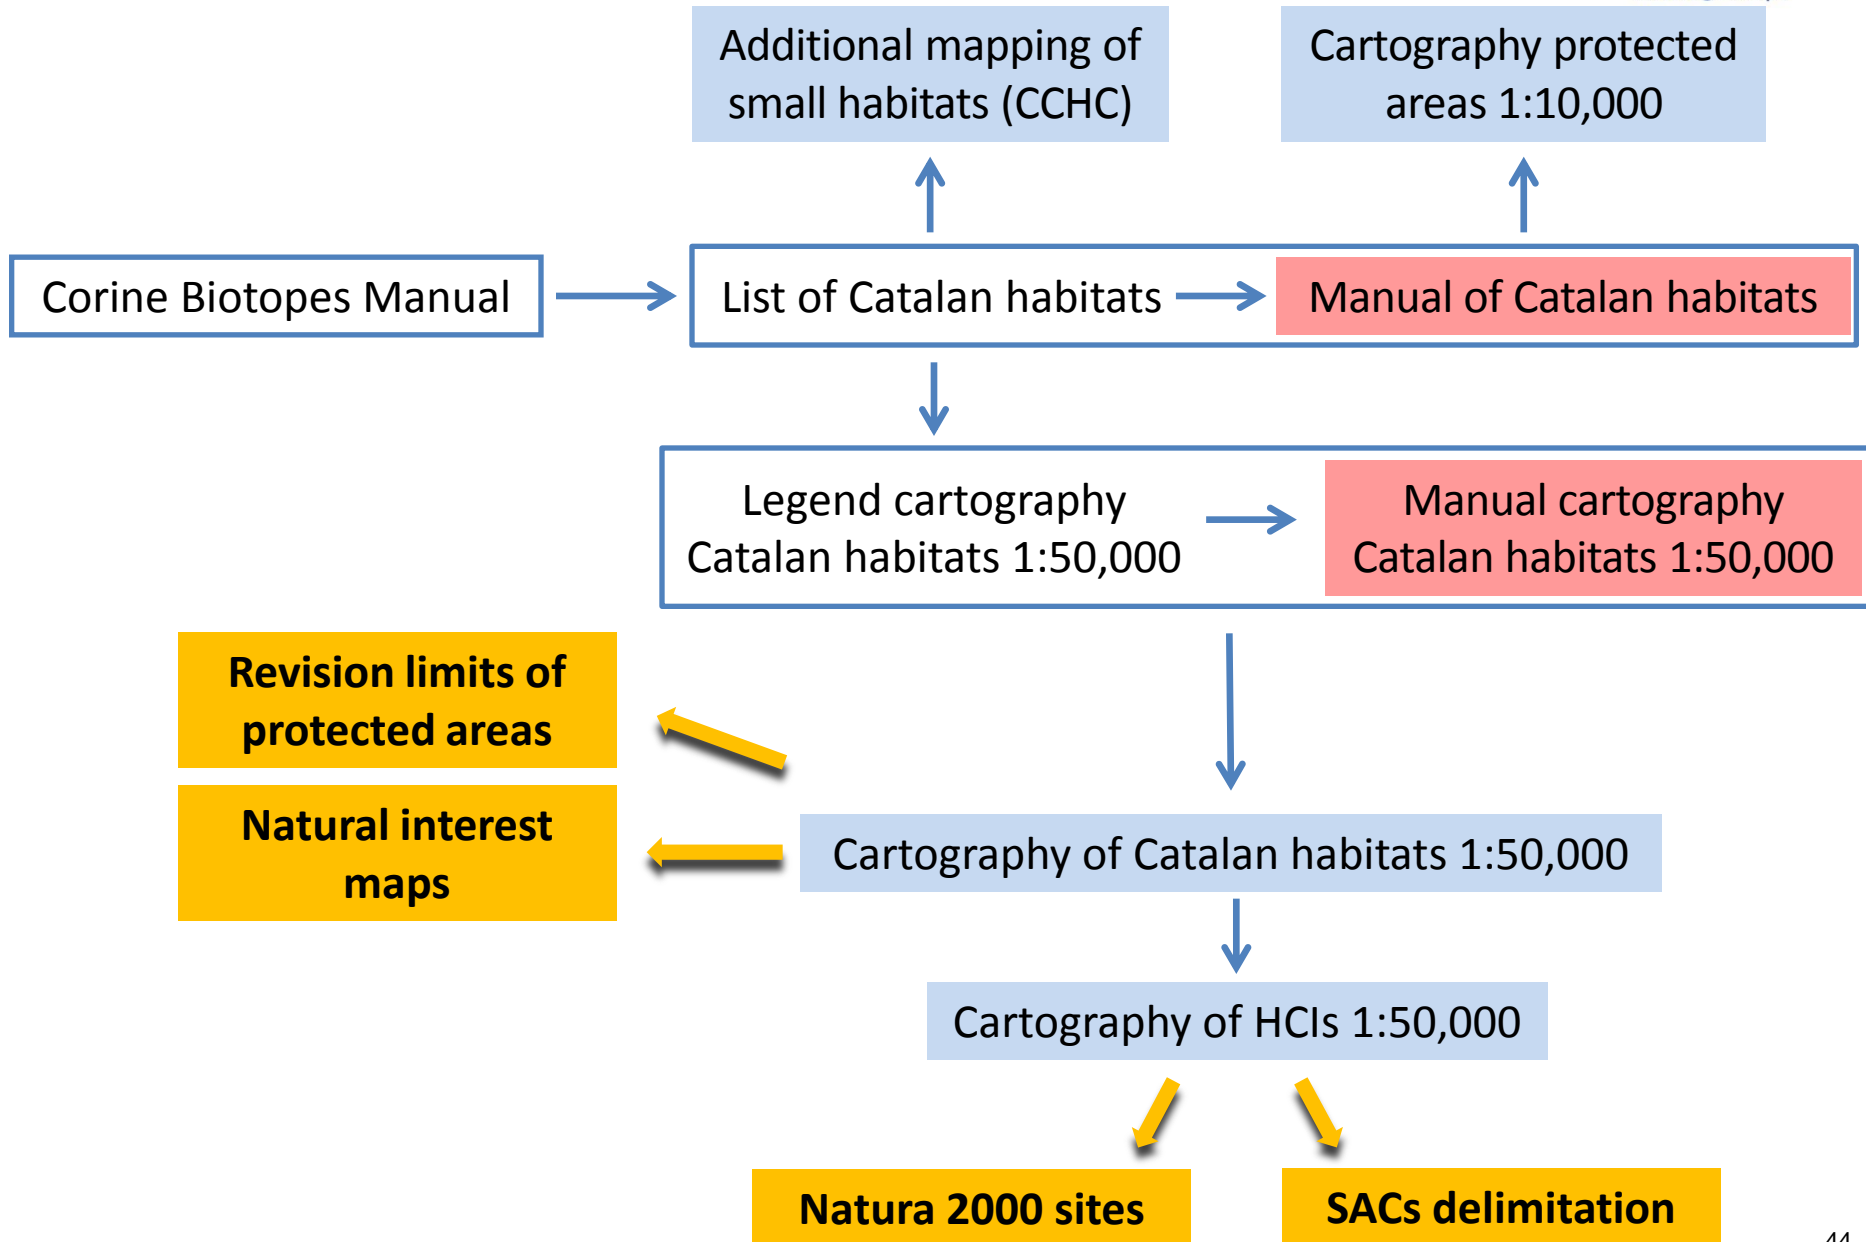 Additional mapping of
small habitats (CCHC)
Cartography protected
areas 1:10,000
Corine Biotopes Manual
List of Catalan habitats
Manual of Catalan habitats
Legend cartography
Catalan habitats 1:50,000
Manual cartography
Catalan habitats 1:50,000
Revision limits of
protected areas
Natural interest
maps
Cartography of Catalan habitats 1:50,000
Cartography of HCIs 1:50,000
Natura 2000 sites
SACs delimitation
44